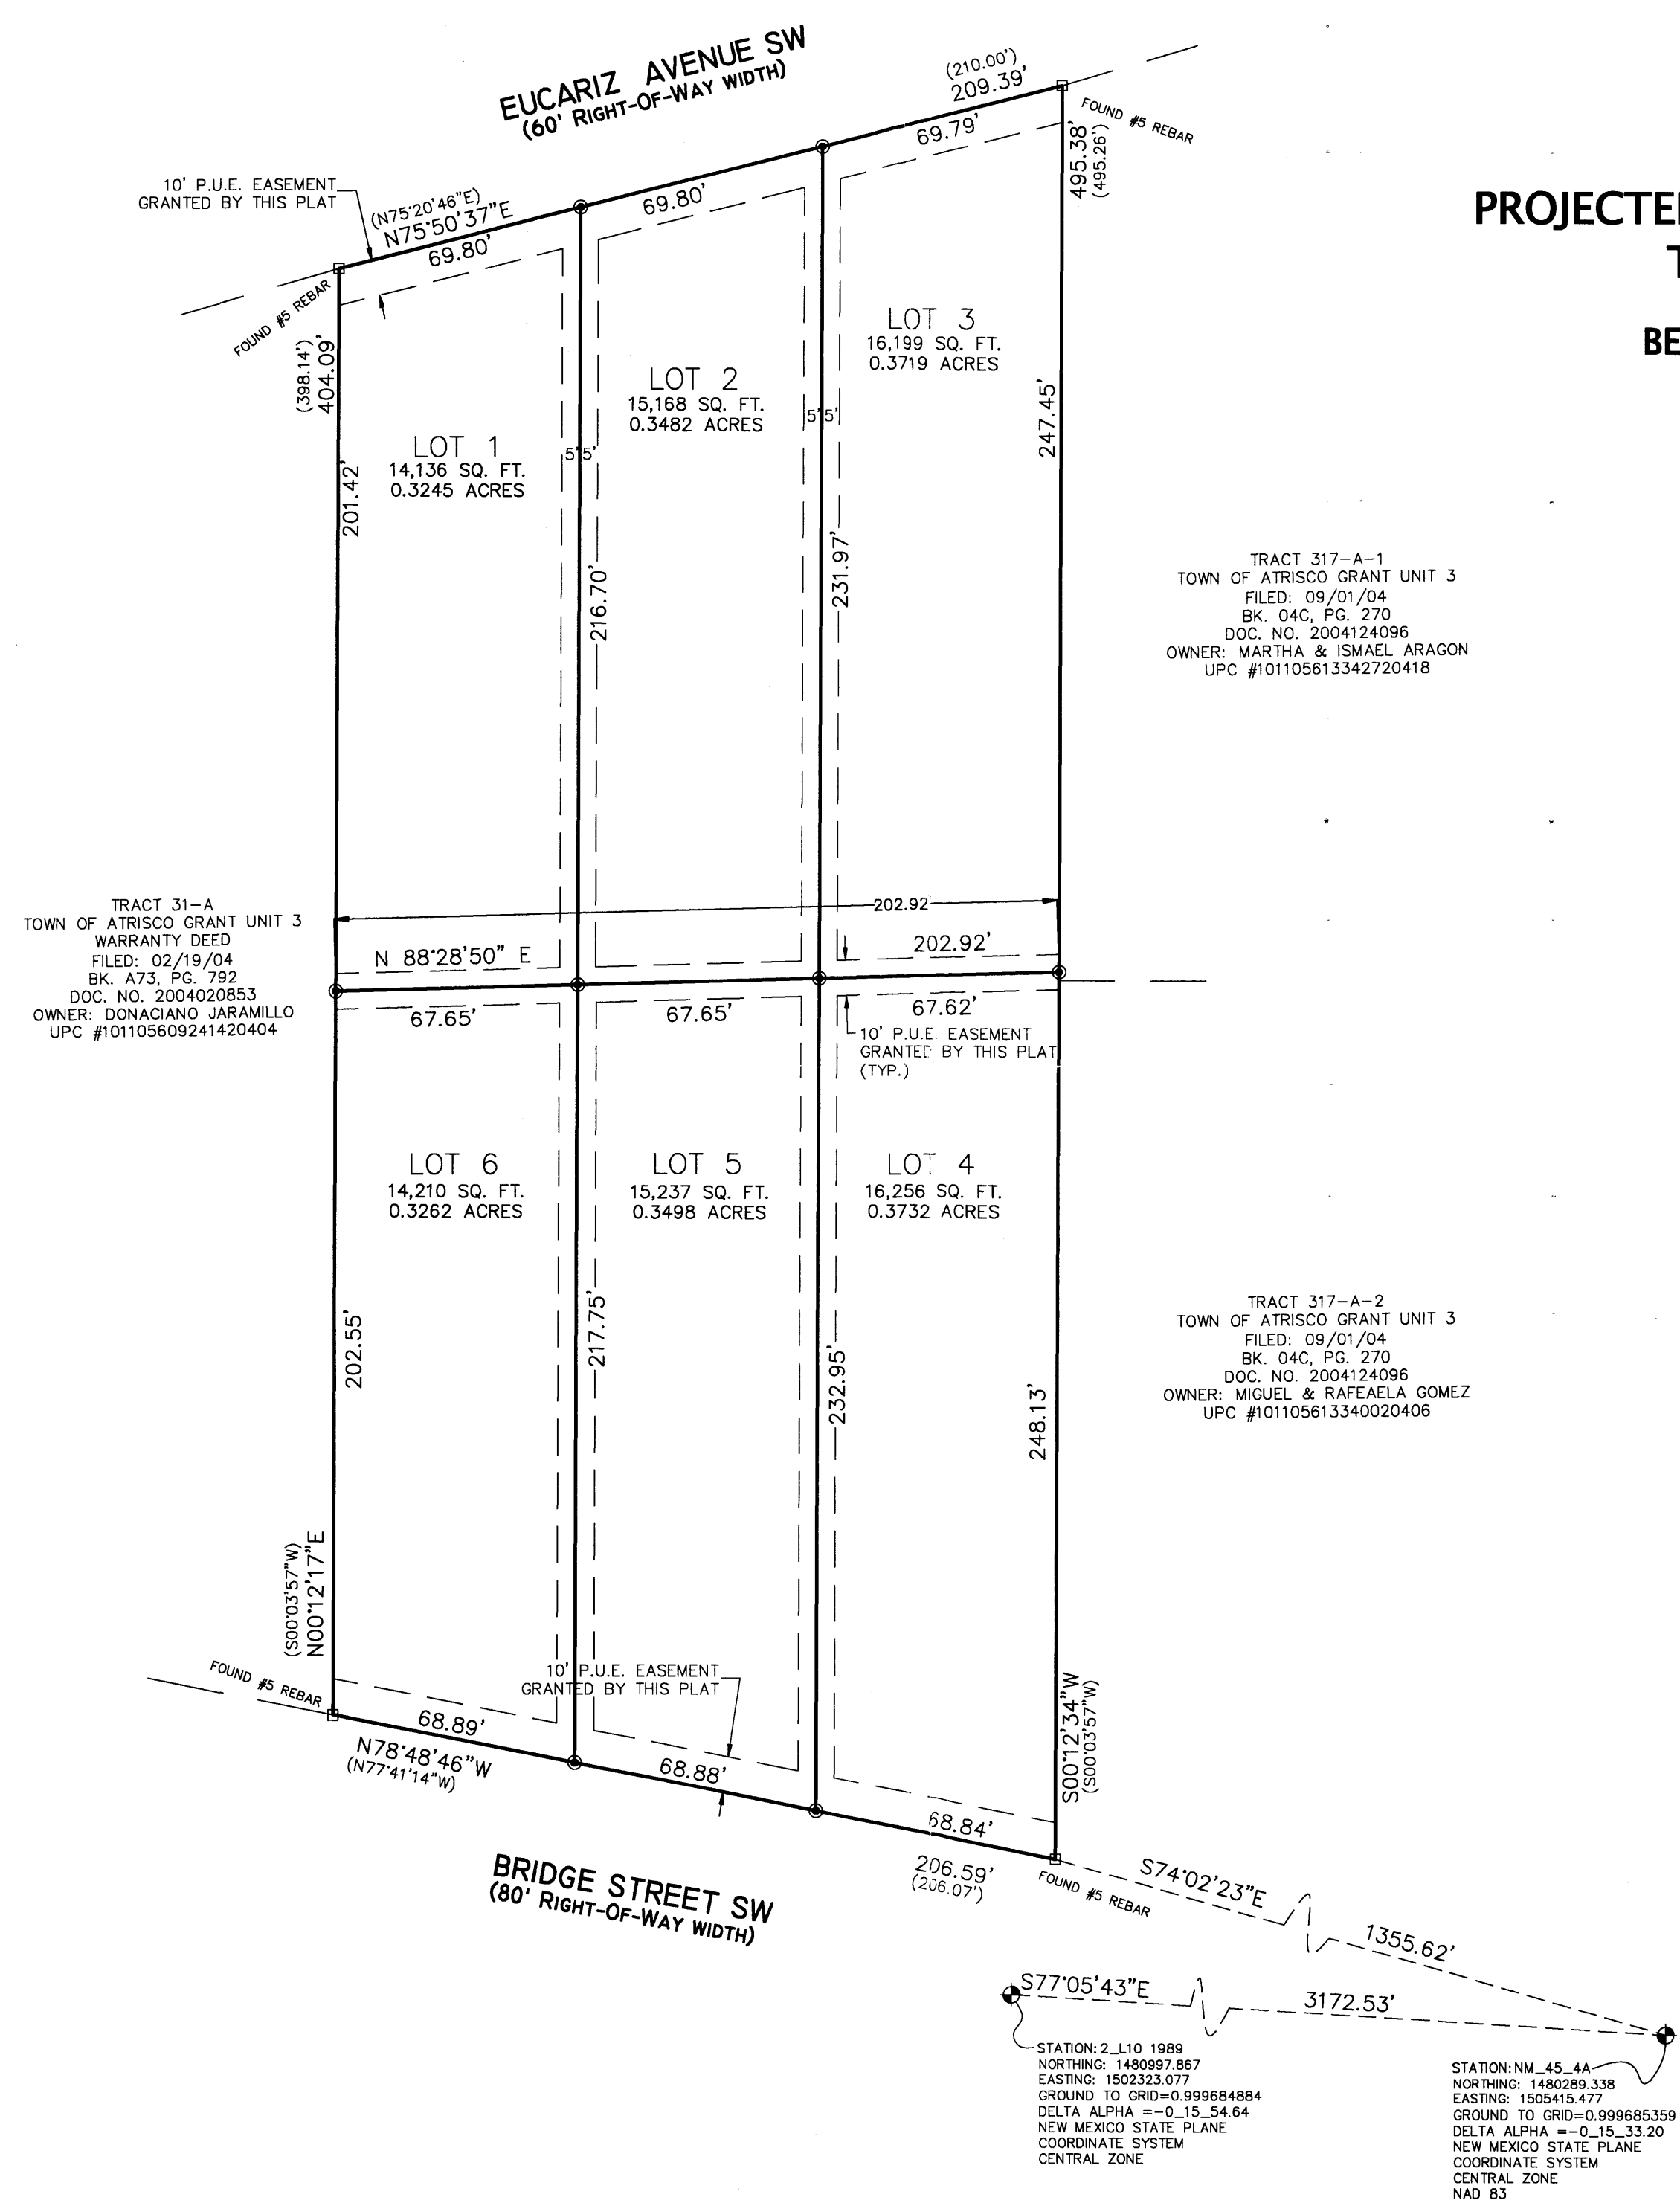 EUCARIZ AVENUE SW
(60' RIGHT-OF-WAY WIDTH)
(210.00')
209.39'
69.79'
FOUND #5 REBAR
495.38'
(495.26')
10' P.U.E. EASEMENT
GRANTED BY THIS PLAT
(N75°20'46"E)
N75°50'37"E
69.80'
69.80'
FOUND #5 REBAR
PROJECTE
T
BE
(398.14')
404.09'
LOT 3
16,199 SQ. FT.
0.3719 ACRES
LOT 2
15,168 SQ. FT.
0.3482 ACRES
LOT 1
14,136 SQ. FT.
0.3245 ACRES
5' 5'
5' 5'
201.42'
216.70'
231.97'
247.45'
TRACT 317-A-1
TOWN OF ATRISCO GRANT UNIT 3
FILED: 09/01/04
BK. 04C, PG. 270
DOC. NO. 2004124096
OWNER: MARTHA & ISMAEL ARAGON
UPC #101105613342720418
TRACT 31-A
TOWN OF ATRISCO GRANT UNIT 3
WARRANTY DEED
FILED: 02/19/04
BK. A73, PG. 792
DOC. NO. 2004020853
OWNER: DONACIANO JARAMILLO
UPC #101105609241420404
202.92
N 88°28'50" E
202.92'
67.65'
67.65'
67.62'
10' P.U.E. EASEMENT
GRANTED BY THIS PLAT
(TYP.)
LOT 6
14,210 SQ. FT.
0.3262 ACRES
LOT 5
15,237 SQ. FT.
0.3498 ACRES
LOT 4
16,256 SQ. FT.
0.3732 ACRES
202.55'
217.75'
232.95'
248.13'
TRACT 317-A-2
TOWN OF ATRISCO GRANT UNIT 3
FILED: 09/01/04
BK. 04C, PG. 270
DOC. NO. 2004124096
OWNER: MIGUEL & RAFEAELA GOMEZ
UPC #101105613340020406
(S00°03'57"W)
N00°12'17"E
FOUND #5 REBAR
10' P.U.E. EASEMENT
GRANTED BY THIS PLAT
S00°12'34"W
(S00°03'57"W)
68.89'
N78°48'46"W
(N77°41'14"W)
68.88'
68.84'
206.59'
(206.07')
FOUND #5 REBAR
BRIDGE STREET SW
(80' RIGHT-OF-WAY WIDTH)
S74°02'23"E
1355.62'
S77°05'43"E
3172.53'
STATION: 2_L10 1989
NORTHING: 1480997.867
EASTING: 1502323.077
GROUND TO GRID=0.999684884
DELTA ALPHA =-0_15_54.64
NEW MEXICO STATE PLANE
COORDINATE SYSTEM
CENTRAL ZONE
STATION: NM_45_4A
NORTHING: 1480289.338
EASTING: 1505415.477
GROUND TO GRID=0.999685359
DELTA ALPHA =-0_15_33.20
NEW MEXICO STATE PLANE
COORDINATE SYSTEM
CENTRAL ZONE
NAD 83